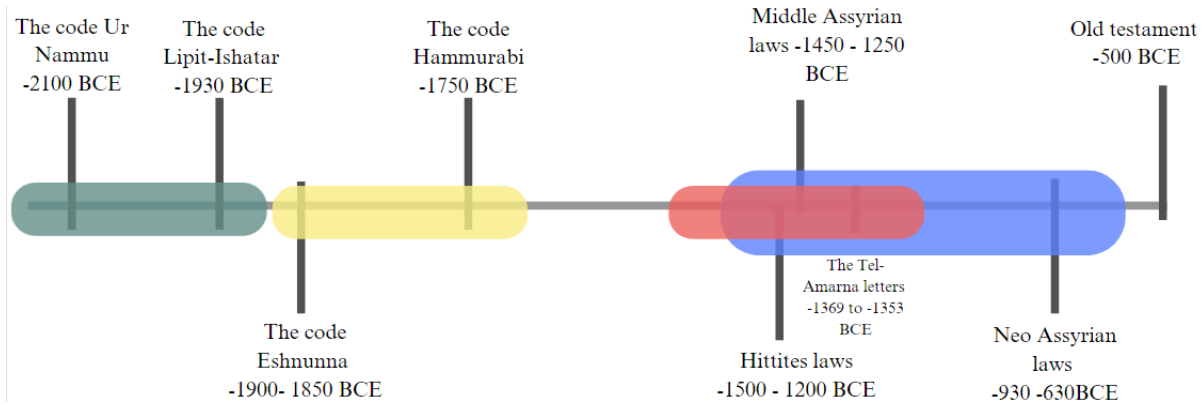 The code Ur
Nammu
-2100 BCE
The code
Lipit-Ishatar
-1930 BCE
The code
Hammurabi
-1750 BCE
Middle Assyrian
laws -1450 - 1250
BCE
Old testament
-500 BCE
The code
Eshnunna
-1900- 1850 BCE
Hittites laws
-1500 - 1200 BCE
The Tel-
Amarna letters
-1369 to -1353
BCE
Neo Assyrian
laws
-930 -630BCE